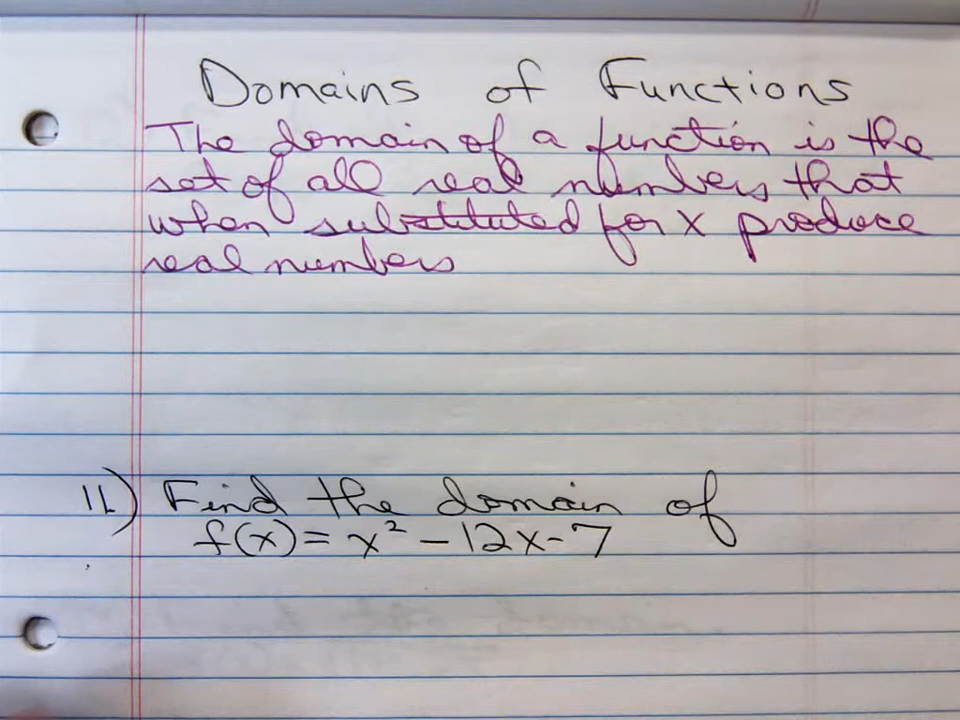 Domains of Functions
The domain of a function is the
set of all real numbers that
when substituted for x produce
real numbers
11) Find the domain of
f(x) = x² - 12x - 7